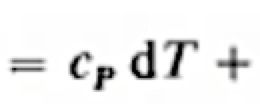 = c_P dT +